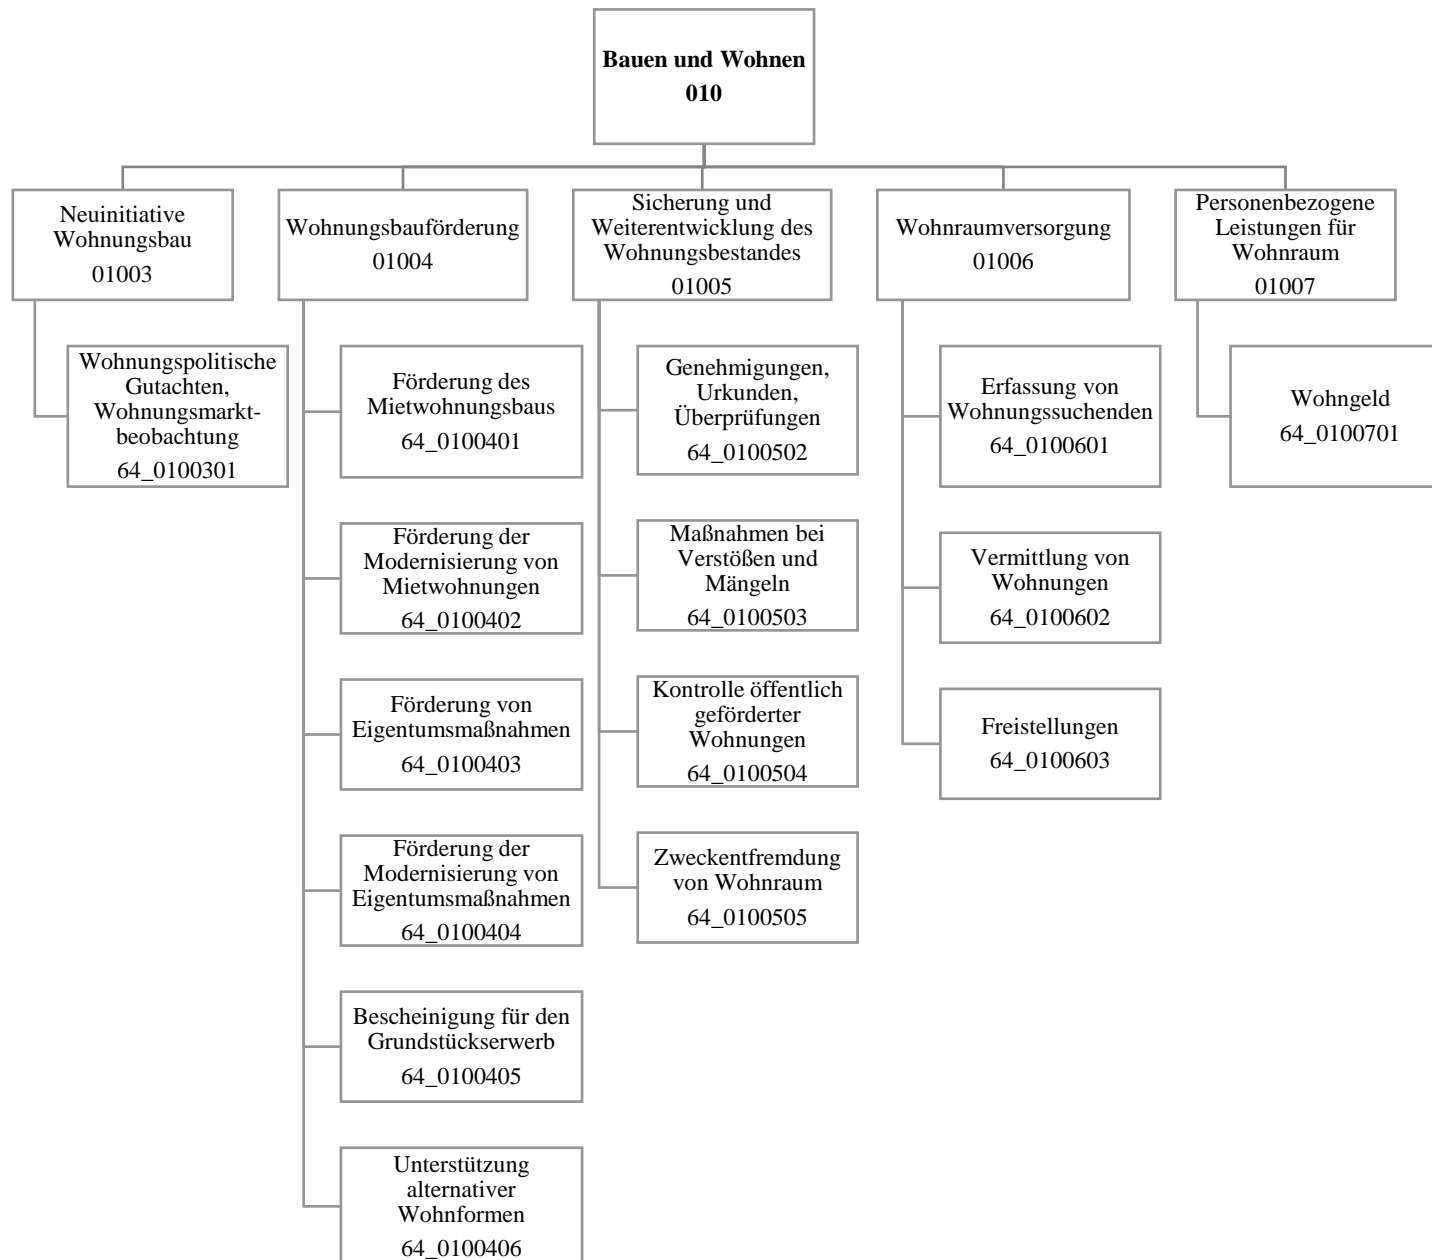 Bauen und Wohnen
010
Neuinitiative
Wohnungsbau
01003
Wohnungspolitische
Gutachten,
Wohnungsmarkt-
beobachtung
64_0100301
Wohnungsbauförderung
01004
Förderung des
Mietwohnungsbaus
64_0100401
Förderung der
Modernisierung von
Mietwohnungen
64_0100402
Förderung von
Eigentumsmaßnahmen
64_0100403
Förderung der
Modernisierung von
Eigentumsmaßnahmen
64_0100404
Bescheinigung für den
Grundstückserwerb
64_0100405
Unterstützung
alternativer
Wohnformen
64_0100406
Sicherung und
Weiterentwicklung des
Wohnungsbestandes
01005
Genehmigungen,
Urkunden,
Überprüfungen
64_0100502
Maßnahmen bei
Verstößen und
Mängeln
64_0100503
Kontrolle öffentlich
geförderter
Wohnungen
64_0100504
Zweckentfremdung
von Wohnraum
64_0100505
Wohnraumversorgung
01006
Erfassung von
Wohnungssuchenden
64_0100601
Vermittlung von
Wohnungen
64_0100602
Freistellungen
64_0100603
Personenbezogene
Leistungen für
Wohnraum
01007
Wohngeld
64_0100701